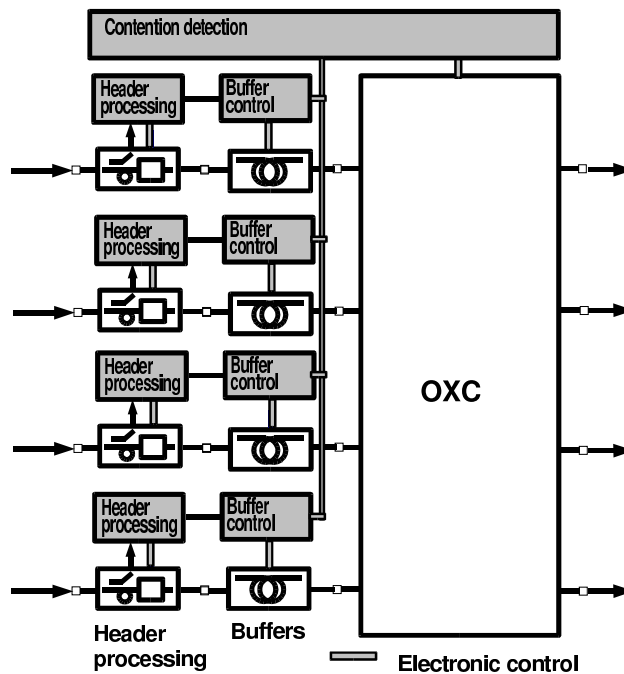 Contention detection
Header
processing
Buffer
control
Header
processing
Buffer
control
Header
processing
Buffer
control
Header
processing
Buffer
control
OXC
Header
processing
Buffers
Electronic control